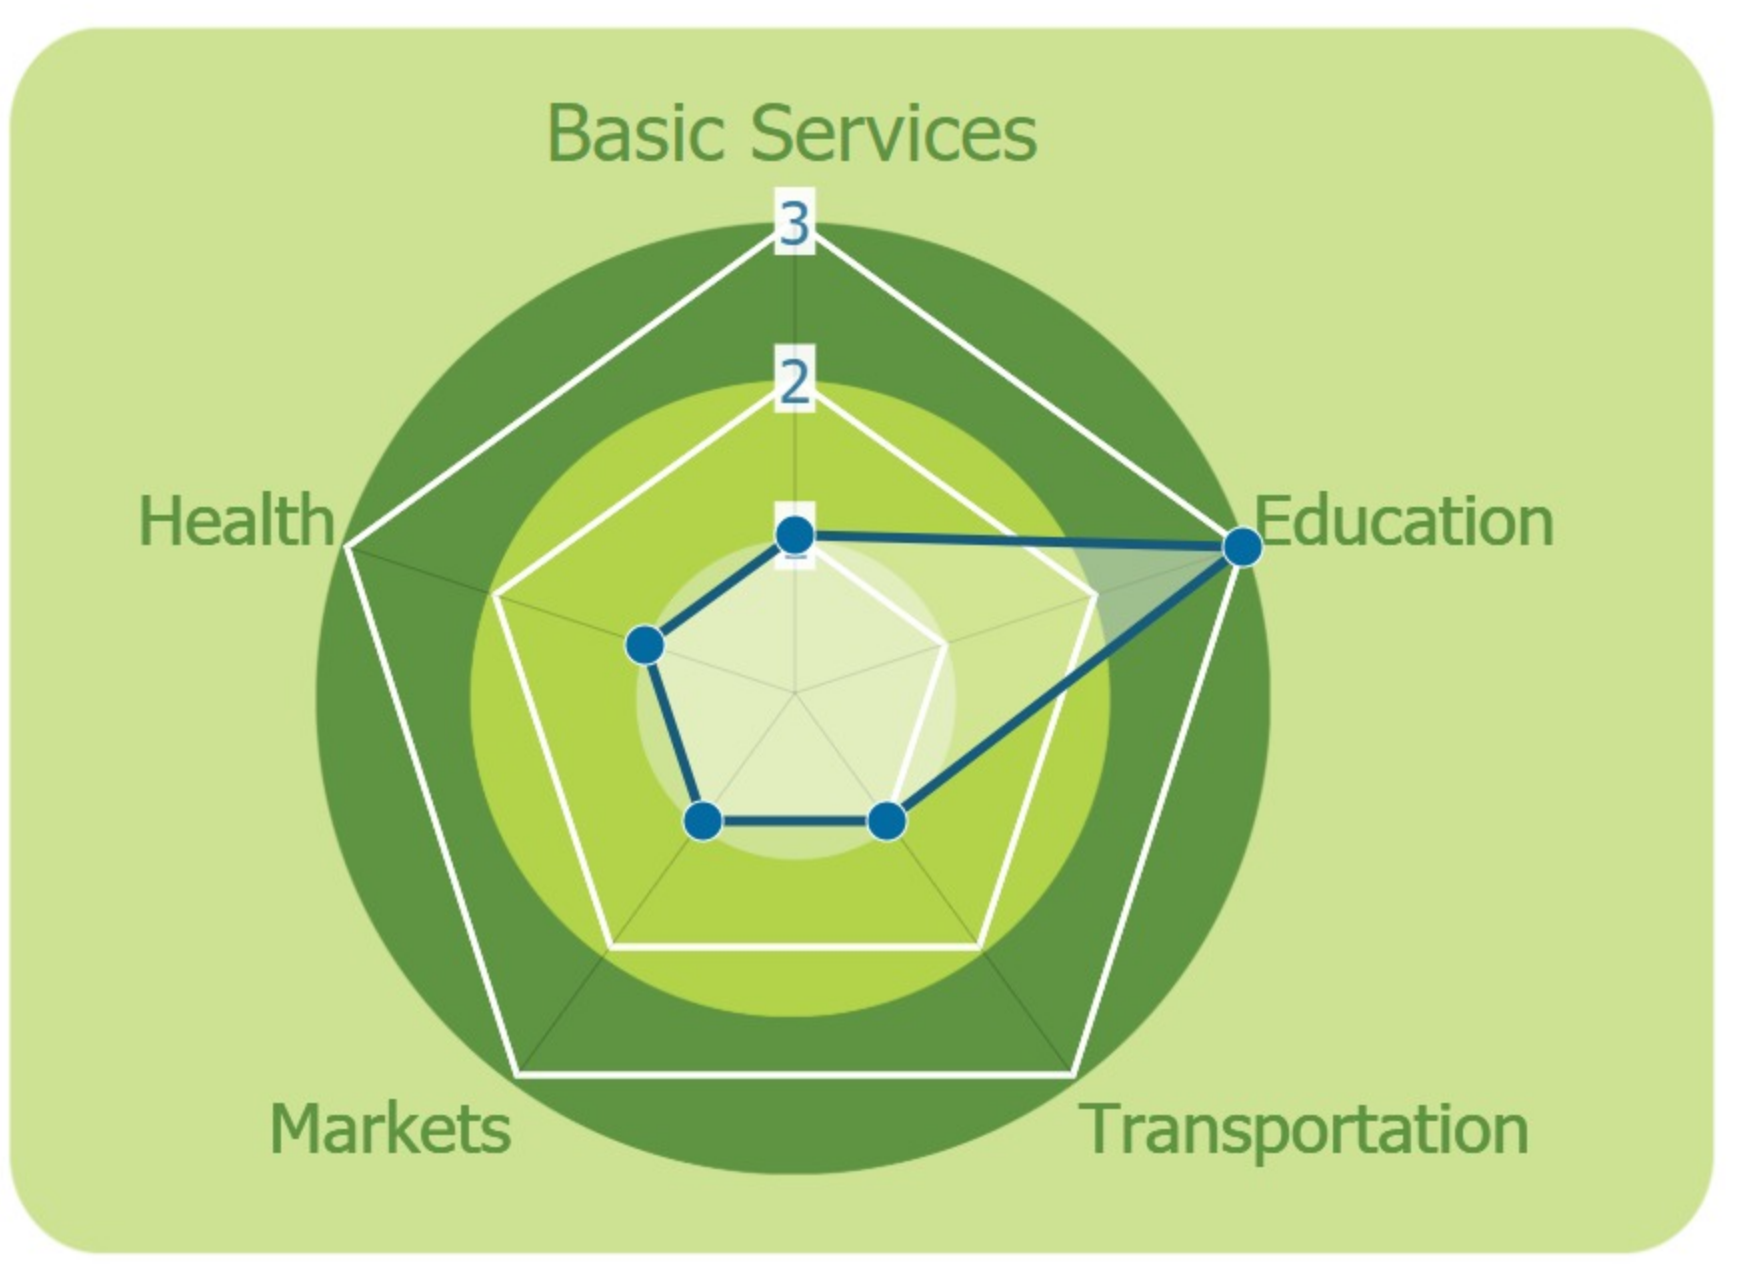 Basic Services
3
2
Health
Education
Markets
Transportation